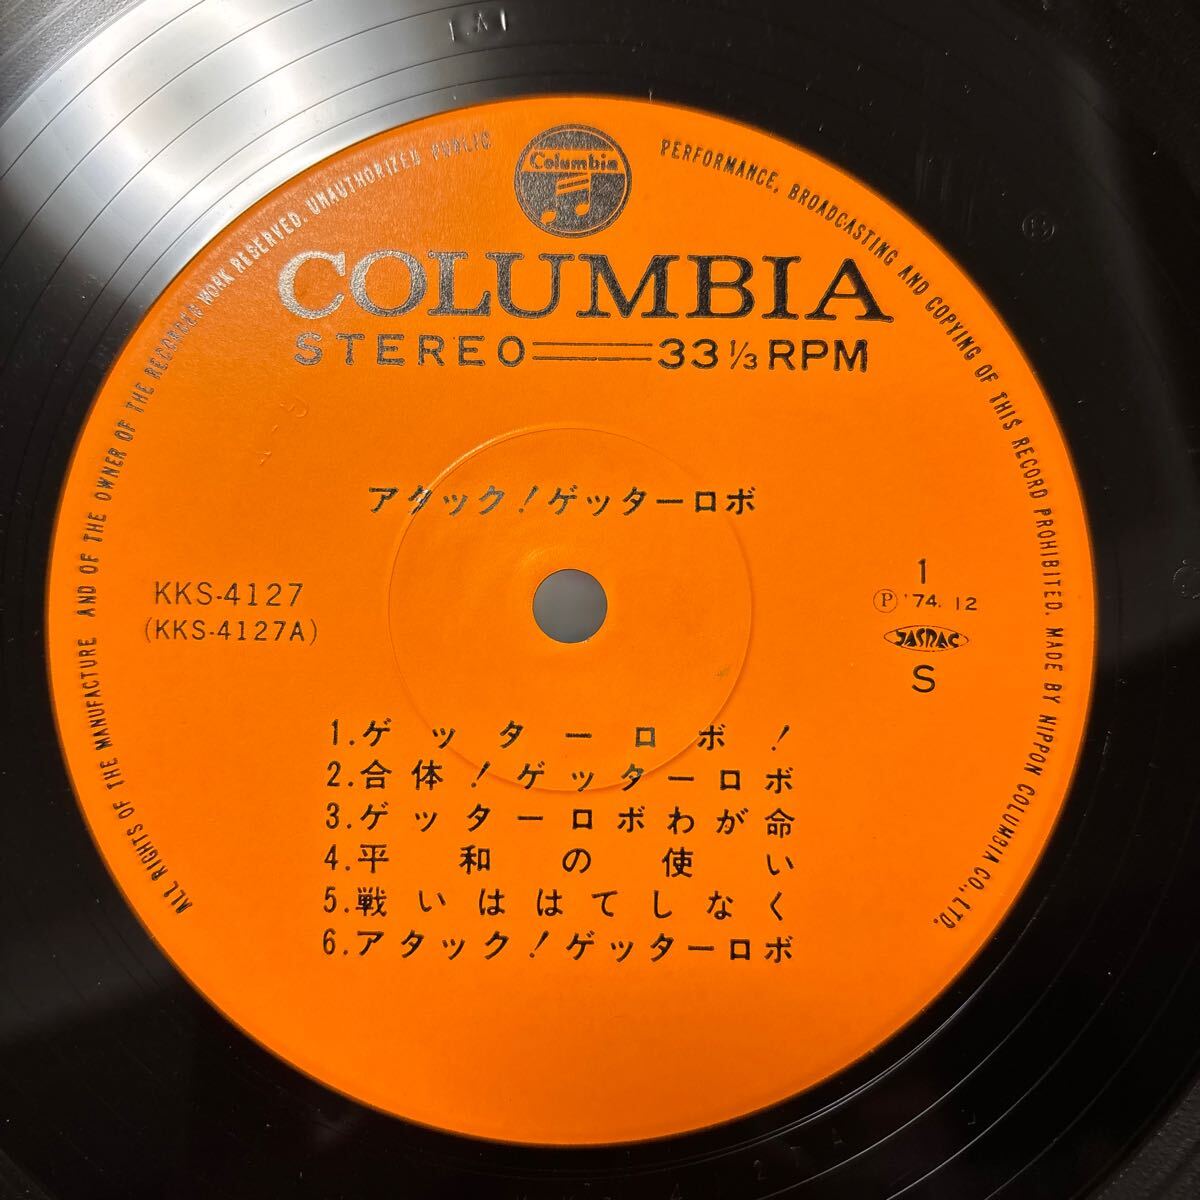 Columbia
COLUMBIA
STEREO 33 1/3 RPM
アタック!ゲッターロボ
KKS-4127
(KKS-4127A)
1
Ⓟ '74.12
JASRAC
S
1.ゲッターロボ!
2.合体!ゲッターロボ
3.ゲッターロボわが命
4.平和の使い
5.戦いははてしなく
6.アタック!ゲッターロボ
ALL RIGHTS OF THE MANUFACTURE AND OF THE OWNER OF THE RECORDED WORK RESERVED. UNAUTHORIZED PUBLIC PERFORMANCE, BROADCASTING AND COPYING OF THIS RECORD PROHIBITED. MADE BY NIPPON COLUMBIA CO., LTD.